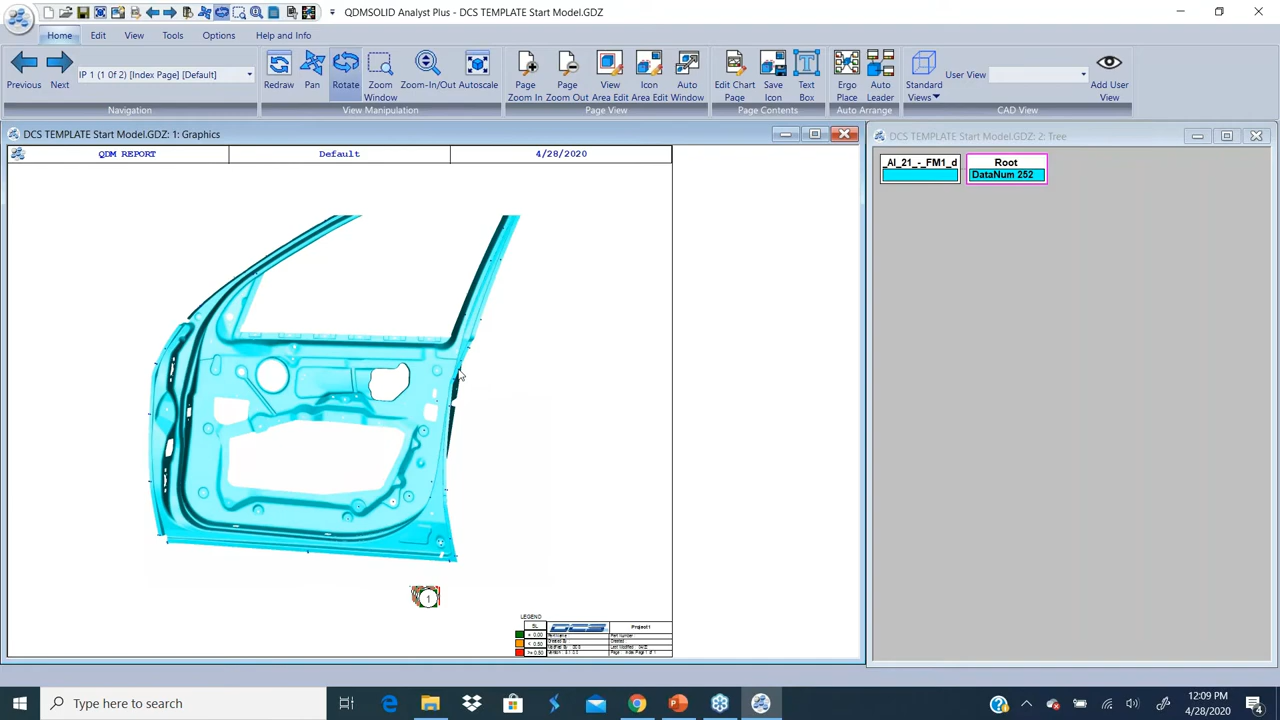 QDMSOLID Analyst Plus - DCS TEMPLATE Start Model.GDZ
Home Edit View Tools Options Help and Info
Previous Next IP 1 (1 Of 2) [Index Page] [Default]
Navigation
Redraw Pan Rotate Zoom Window Zoom-In/Out Autoscale
View Manipulation
Page Zoom In Page Zoom Out View Area Edit Icon Area Edit Auto Window
Page View
Edit Chart Page Save Icon Text Box
Page Contents
Ergo Place Auto Leader
Auto Arrange
Standard Views User View Add User View
CAD View
DCS TEMPLATE Start Model.GDZ: 1: Graphics
DCS TEMPLATE Start Model.GDZ: 2: Tree
QDM REPORT Default 4/28/2020
_AI_21_-_FM1_d
Root
DataNum 252
1
LEGEND
DCS
Project1
Type here to search
12:09 PM
4/28/2020
4